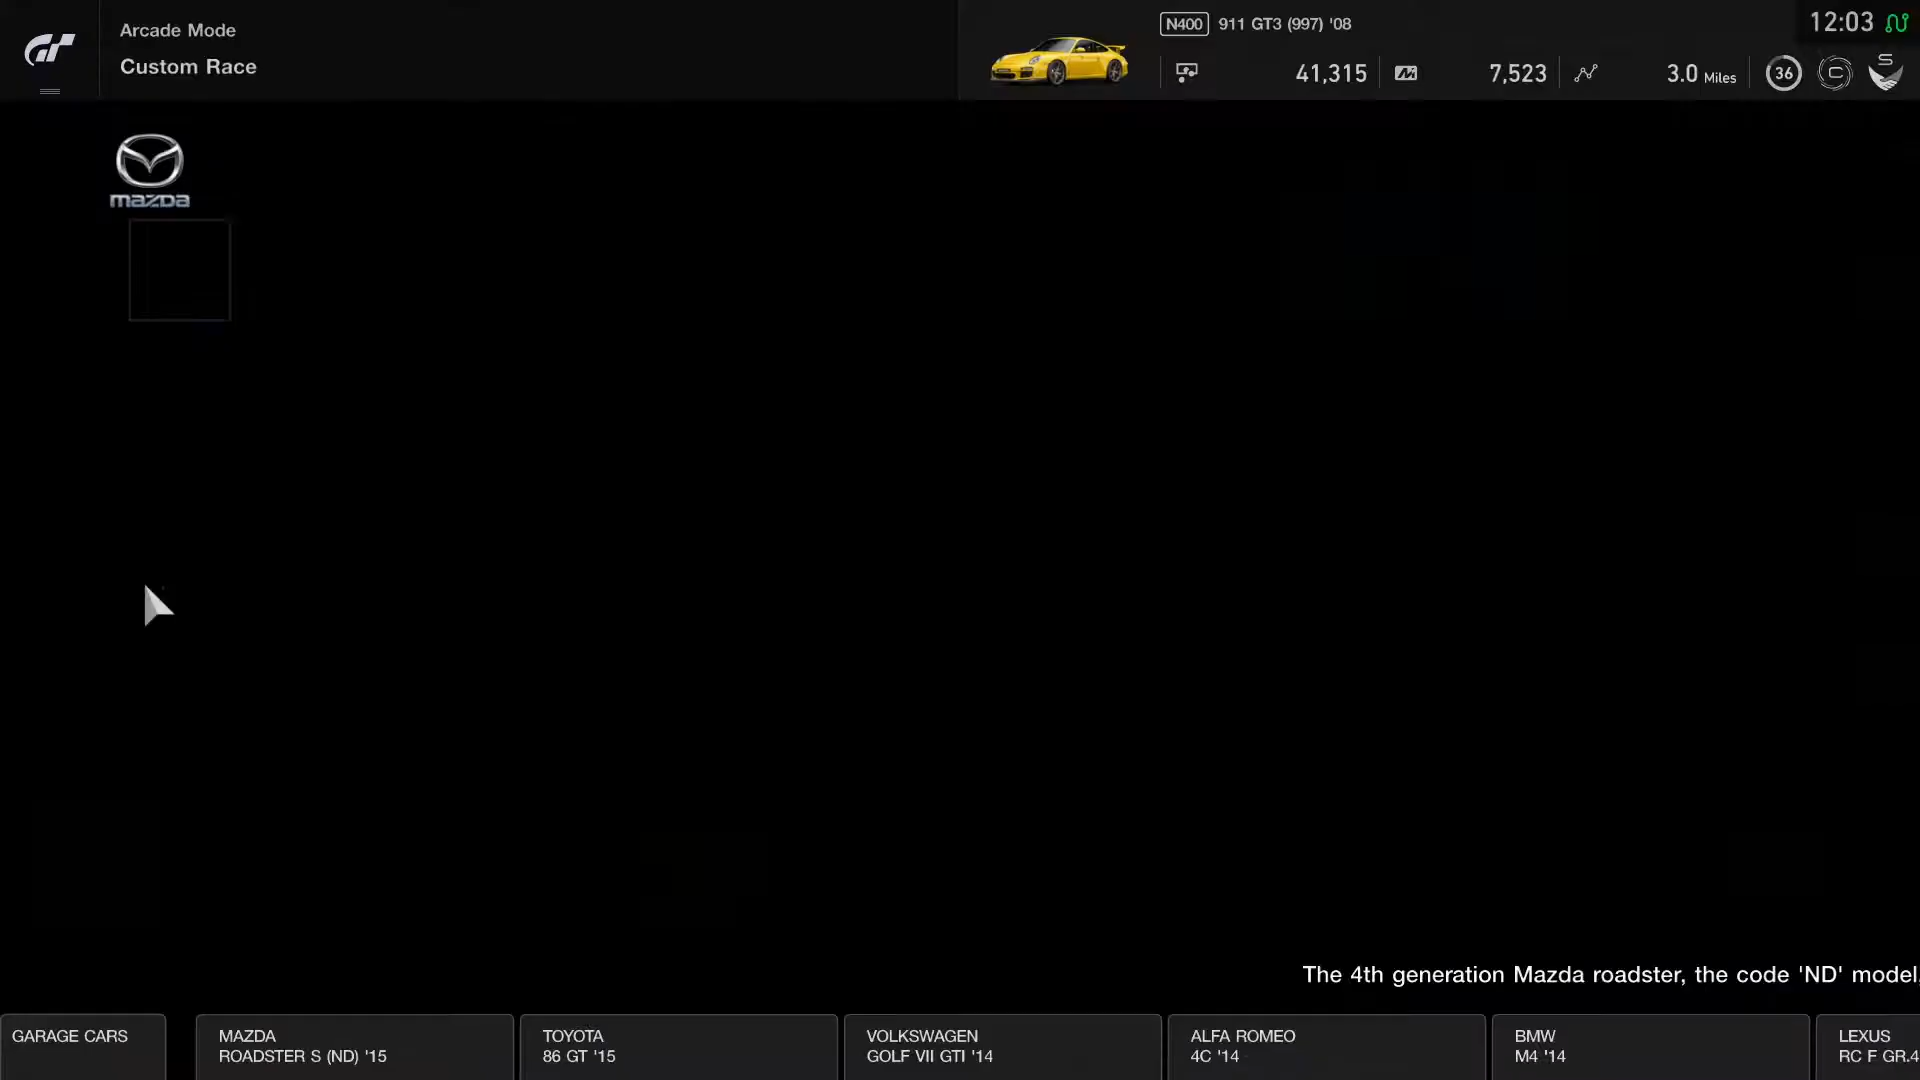 Arcade Mode
Custom Race
N400 911 GT3 (997) '08
41,315
7,523
3.0 Miles
36
C
S
12:03
mazda
The 4th generation Mazda roadster, the code 'ND' model,
GARAGE CARS
MAZDA
ROADSTER S (ND) '15
TOYOTA
86 GT '15
VOLKSWAGEN
GOLF VII GTI '14
ALFA ROMEO
4C '14
BMW
M4 '14
LEXUS
RC F GR.4